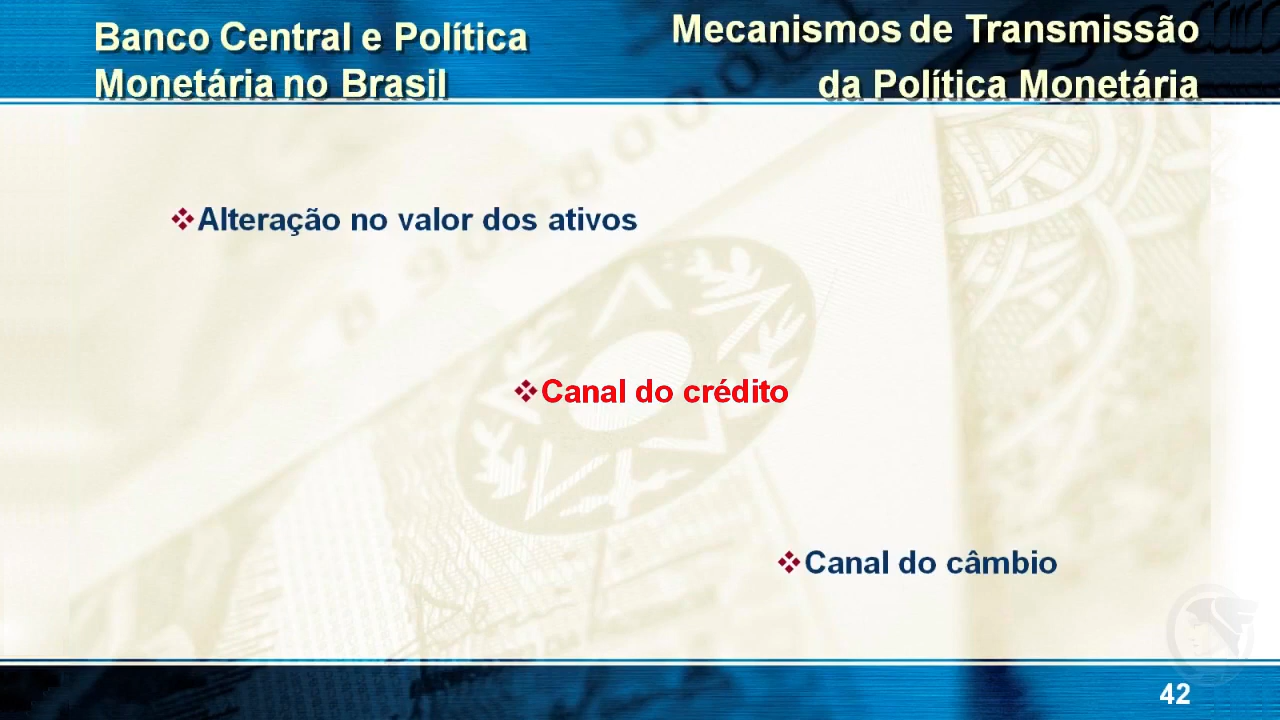 Banco Central e Política
Monetária no Brasil
Mecanismos de Transmissão
da Política Monetária
❖Alteração no valor dos ativos
❖Canal do crédito
❖Canal do câmbio
42